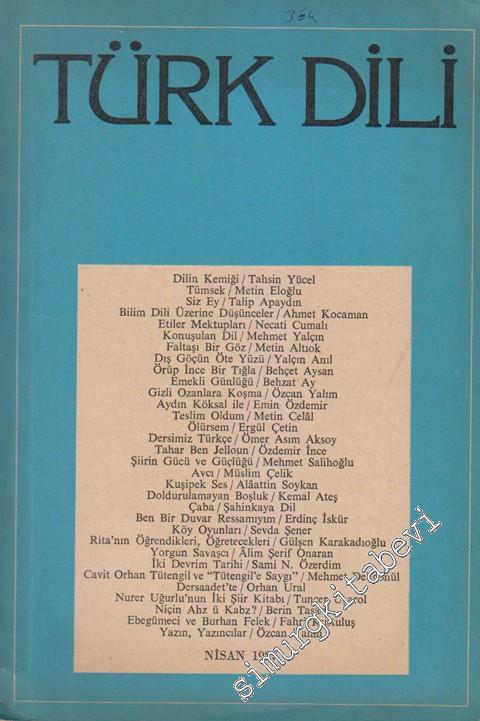 364
TÜRK DİLİ
Dilin Kemiği / Tahsin Yücel
Tümsek / Metin Eloğlu
Siz Ey / Talip Apaydın
Bilim Dili Üzerine Düşünceler / Ahmet Kocaman
Etiler Mektupları / Necati Cumalı
Konuşulan Dil / Mehmet Yalçın
Faltaşı Bir Göz / Metin Altıok
Dış Göçün Öte Yüzü / Yalçın Anıl
Örüp İnce Bir Tığla / Behçet Aysan
Emekli Günlüğü / Behzat Ay
Gizli Ozanlara Koşma / Özcan Yalım
Aydın Köksal ile / Emin Özdemir
Teslim Oldum / Metin Celâl
Ölürsem / Ergül Çetin
Dersimiz Türkçe / Ömer Asım Aksoy
Tahar Ben Jelloun / Özdemir İnce
Şiirin Gücü ve Güçlüğü / Mehmet Salihoğlu
Avcı / Müslim Çelik
Kuşipek Ses / Alâattin Soykan
Doldurulamayan Boşluk / Kemal Ateş
Çaba / Şahinkaya Dil
Ben Bir Duvar Ressamıyım / Erdinç İskür
Köy Oyunları / Sevda Şener
Rita'nın Öğrendikleri, Öğretecekleri / Gülşen Karakadıoğlu
Yorgun Savaşçı / Âlim Şerif Onaran
İki Devrim Tarihi / Sami N. Özerdim
Cavit Orhan Tütengil ve "Tütengil'e Saygı" / Mehmet
Dersaadet'te / Orhan Ural
Nurer Uğurlu'nun İki Şiir Kitabı /
Niçin Ahz ü Kabz? / Berin
Ebegümeci ve Burhan Felek /
Yazın, Yazıncılar / Özcan
NİSAN
simurgkitabevi